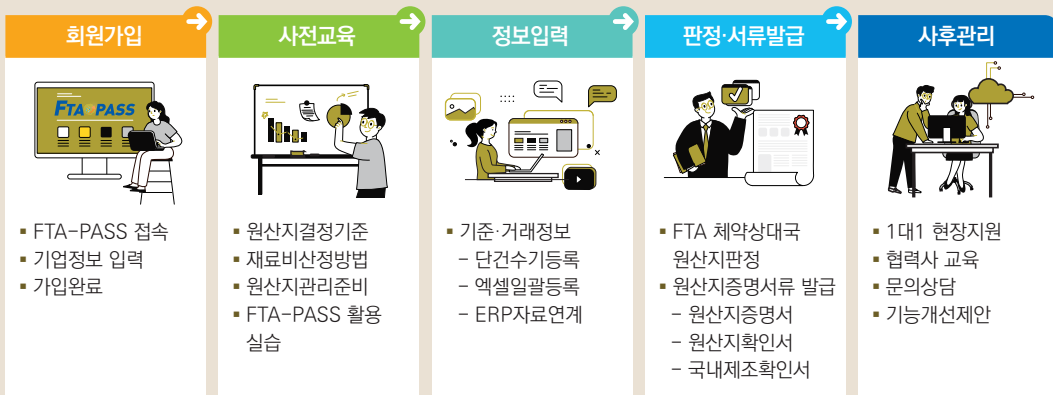 회원가입
FTA PASS
▪ FTA-PASS 접속
▪ 기업정보 입력
▪ 가입완료
사전교육
▪ 원산지결정기준
▪ 재료비산정방법
▪ 원산지관리준비
▪ FTA-PASS 활용
실습
정보입력
▪ 기준·거래정보
- 단건수기등록
- 엑셀일괄등록
- ERP자료연계
판정·서류발급
▪ FTA 체약상대국
원산지판정
▪ 원산지증명서류 발급
- 원산지증명서
- 원산지확인서
- 국내제조확인서
사후관리
▪ 1대1 현장지원
▪ 협력사 교육
▪ 문의상담
▪ 기능개선제안